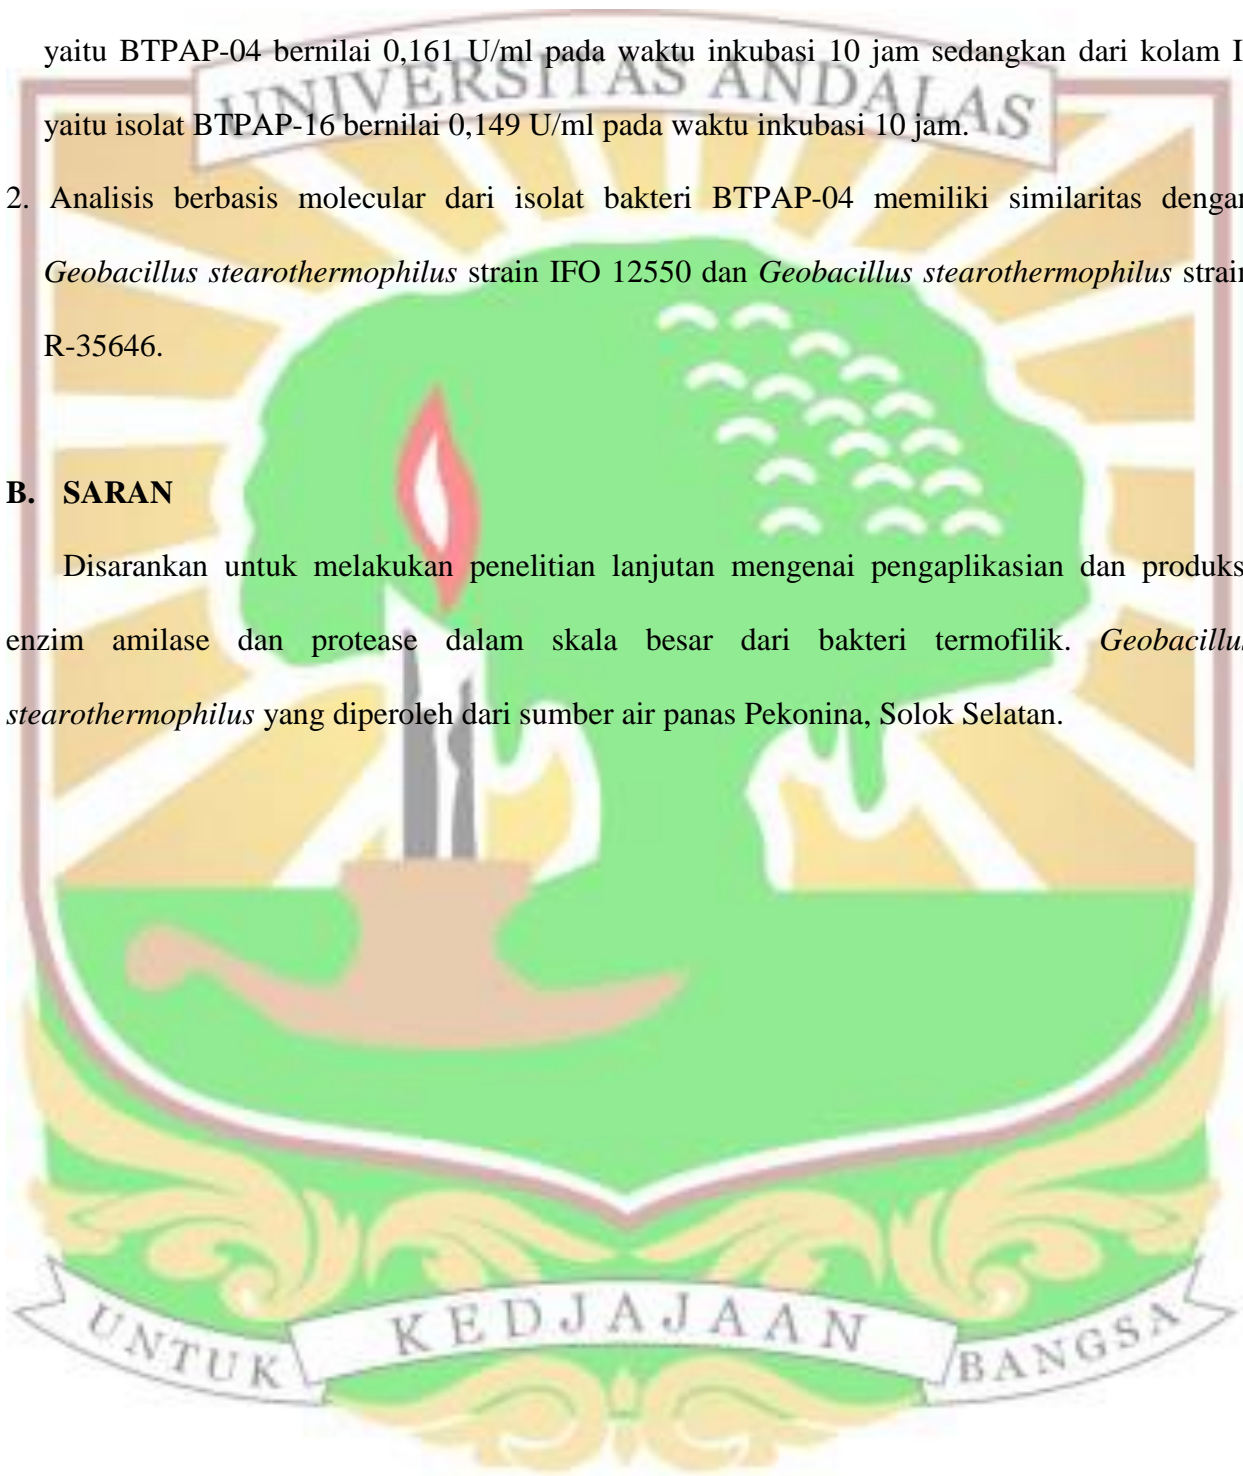 yaitu BTPAP-04 bernilai 0,161 U/ml pada waktu inkubasi 10 jam sedangkan dari kolam I
UNIVERSITAS ANDALAS
yaitu isolat BTPAP-16 bernilai 0,149 U/ml pada waktu inkubasi 10 jam.
2. Analisis berbasis molecular dari isolat bakteri BTPAP-04 memiliki similaritas dengan
Geobacillus stearothermophilus strain IFO 12550 dan Geobacillus stearothermophilus strain
R-35646.
B. SARAN
Disarankan untuk melakukan penelitian lanjutan mengenai pengaplikasian dan produks
enzim amilase dan protease dalam skala besar dari bakteri termofilik. Geobacillus
stearothermophilus yang diperoleh dari sumber air panas Pekonina, Solok Selatan.
UNTUK KEDJAJAAN BANGSA